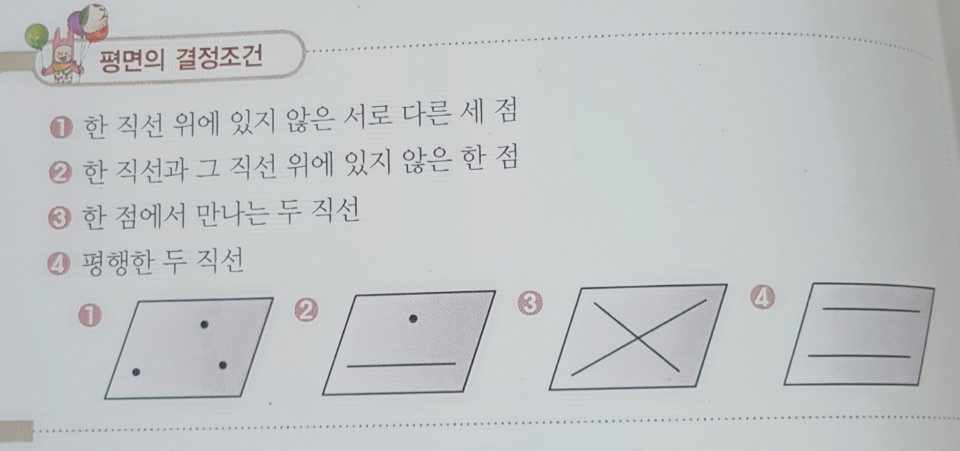 평면의 결정조건
❶ 한 직선 위에 있지 않은 서로 다른 세 점
❷ 한 직선과 그 직선 위에 있지 않은 한 점
❸ 한 점에서 만나는 두 직선
❹ 평행한 두 직선
❶ ❷ ❸ ❹